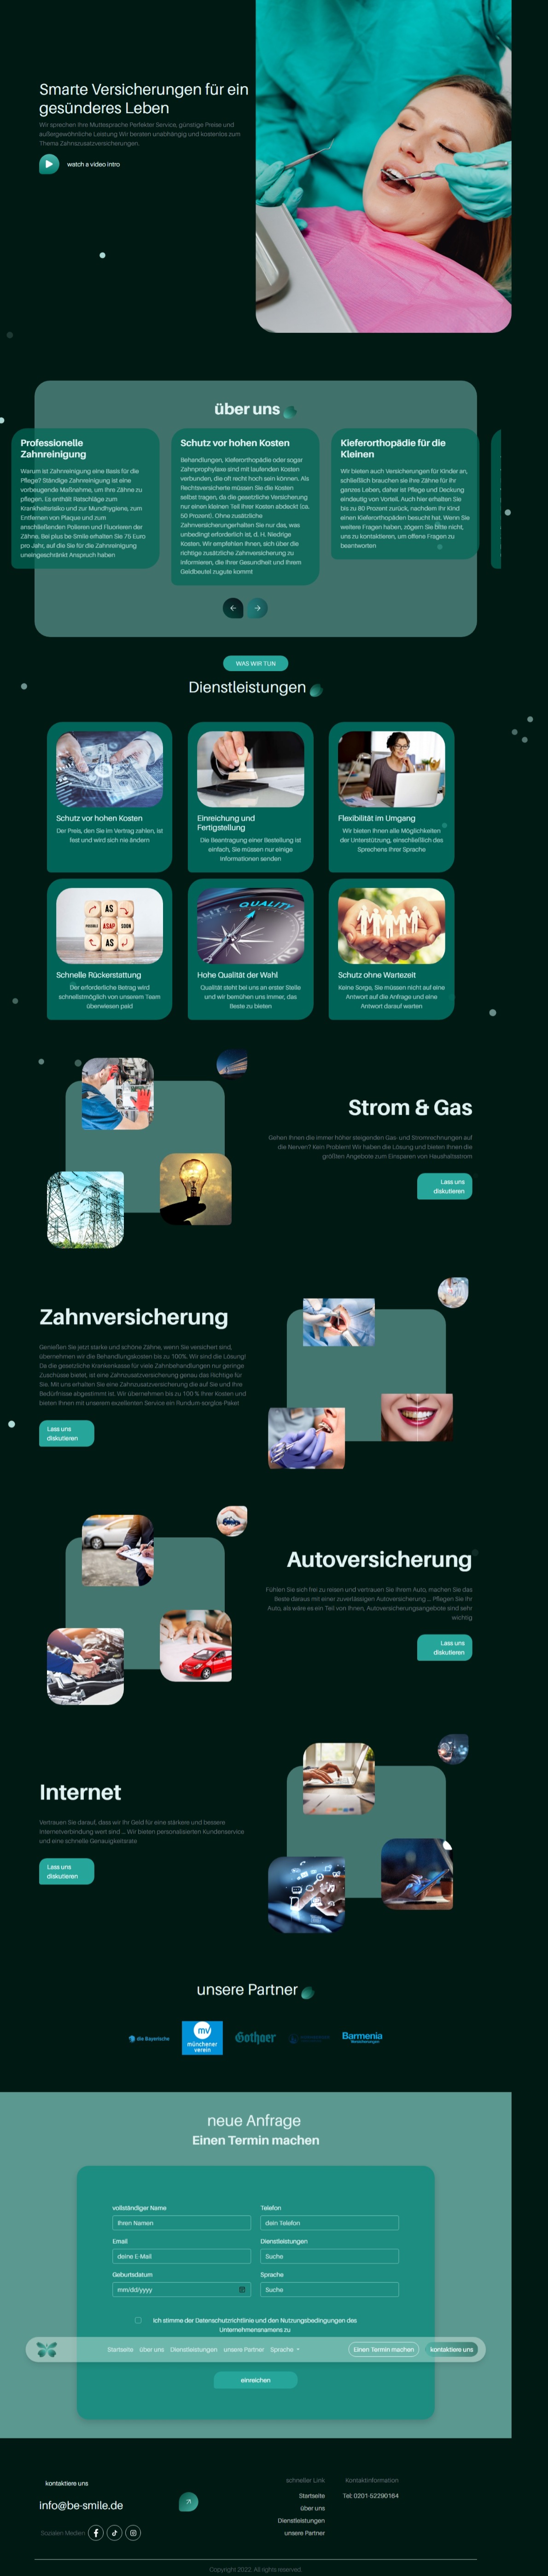 Smarte Versicherungen für ein
gesünderes Leben
Wir sprechen Ihre Muttesprache Perfekter Service, günstige Preise und
außergewöhnliche Leistung Wir beraten unabhängig und kostenlos zum
Thema Zahnszusatzversicherungen.
watch a video intro
über uns
Professionelle
Zahnreinigung
Warum ist Zahnreinigung eine Basis für die
Pflege? Ständige Zahnreinigung ist eine
vorbeugende Maßnahme, um Ihre Zähne zu
pflegen. Es enthält Ratschläge zum
Krankheitsrisiko und zur Mundhygiene, zum
Entfernen von Plaque und zum
anschließenden Polieren und Fluorieren der
Zähne. Bei plus be Smile erhalten Sie 75 Euro
pro Jahr, auf die Sie für die Zahnreinigung
uneingeschränkt Anspruch haben
Schutz vor hohen Kosten
Behandlungen, Kieferorthopädie oder sogar
Zahnprophylaxe sind mit laufenden Kosten
verbunden, die oft recht hoch sein können. Als
Rechtsversicherte müssen Sie die Kosten
selbst tragen, da die gesetzliche Versicherung
nur einen kleinen Teil Ihrer Kosten abdeckt (ca.
50 Prozent). Ohne zusätzliche
Zahnversicherungerhalten Sie nur das, was
unbedingt erforderlich ist, d. H. Niedrige
Kosten. Wir empfehlen Ihnen, sich über die
richtige zusätzliche Zahnversicherung zu
informieren, die Ihrer Gesundheit und Ihrem
Geldbeutel zugute kommt
Kieferorthopädie für die
Kleinen
Wir bieten auch Versicherungen für Kinder an,
schließlich brauchen sie ihre Zähne für ihr
ganzes Leben, daher ist Pflege und Deckung
eindeutig von Vorteil. Auch hier erhalten Sie
bis zu 80 Prozent zurück, nachdem Ihr Kind
einen Kieferorthopäden besucht hat. Wenn Sie
weitere Fragen haben, zögern Sie bitte nicht,
uns zu kontaktieren, um offene Fragen zu
beantworten
WAS WIR TUN
Dienstleistungen
Schutz vor hohen Kosten
Der Preis, den Sie im Vertrag zahlen, ist
fest und wird sich nie ändern
Einreichung und
Fertigstellung
Die Beantragung einer Bestellung ist
einfach, Sie müssen nur einige
Informationen senden
Flexibilität im Umgang
Wir bieten Ihnen alle Möglichkeiten
der Unterstützung, einschließlich des
Sprechens Ihrer Sprache
AS
POSSIBLE
ASAP
SOON
AS
Schnelle Rückerstattung
Der erforderliche Betrag wird
schnellstmöglich von unserem Team
überwiesen pakil
QUALITY
QUALITY
Hohe Qualität der Wahl
Qualität steht bei uns an erster Stelle
und wir bemühen uns immer, das
Beste zu bieten
Schutz ohne Wartezeit
Keine Sorge, Sie müssen nicht auf eine
Antwort auf die Anfrage und eine
Antwort darauf warten
Strom & Gas
Gehen Ihnen die immer höher steigenden Gas- und Stromrechnungen auf
die Nerven? Kein Problem! Wir haben die Lösung und bieten Ihnen die
größten Angebote zum Einsparen von Haushaltsstrom
Lass uns
diskutieren
Zahnversicherung
Genießen Sie jetzt starke und schöne Zähne, wenn Sie versichert sind,
übernehmen wir die Behandlungskosten bis zu 100%. Wir sind die Lösung!
Da die gesetzliche Krankenkasse für viele Zahnbehandlungen nur geringe
Zuschüsse bietet, ist eine Zahnzusatzversicherung genau das Richtige für
Sie. Mit uns erhalten Sie eine Zahnzusatzversicherung die auf Sie und Ihre
Bedürfnisse abgestimmt ist. Wir übernehmen bis zu 100 % Ihrer Kosten und
bieten Ihnen mit unserem exzellenten Service ein Rundum sorglos Paket
Lass uns
diskutieren
Autoversicherung
Fühlen Sie sich frei zu reisen und vertrauen Sie Ihrem Auto, machen Sie das
Beste daraus mit einer zuverlässigen Autoversicherung ... Pflegen Sie Ihr
Auto, als wäre es ein Teil von Ihnen, Autoversicherungsangebote sind sehr
wichtig
Lass uns
diskutieren
Internet
Vertrauen Sie darauf, dass wir Ihr Geld für eine stärkere und bessere
Internetverbindung wert sind ... Wir bieten personalisierten Kundenservice
und eine schnelle Genauigkeitsrate
Lass uns
diskutieren
unsere Partner
die Bayerische
mv
münchener
verein
Gothaer
Barmenia
Versicherungen
neue Anfrage
Einen Termin machen
vollständiger Name
Telefon
Ihren Namen
dein Telefon
Email
Dienstleistungen
deine E-Mail
Suche
Geburtsdatum
Sprache
mm/dd/yyyy
Suche
Ich stimme der Datenschutzrichtlinie und den Nutzungsbedingungen des
Unternehmensnamens zu
Startseite über uns Dienstleistungen unsere Partner Sprache Einen Termin machen kontaktiere uns
einreichen
kontaktiere uns
info@be-smile.de
Sozialen Medien
schneller Link
Startseite
über uns
Dienstleistungen
unsere Partner
kontaktinformation
Tel: 0201-52290164
Copyright 2022. All rights reserved.